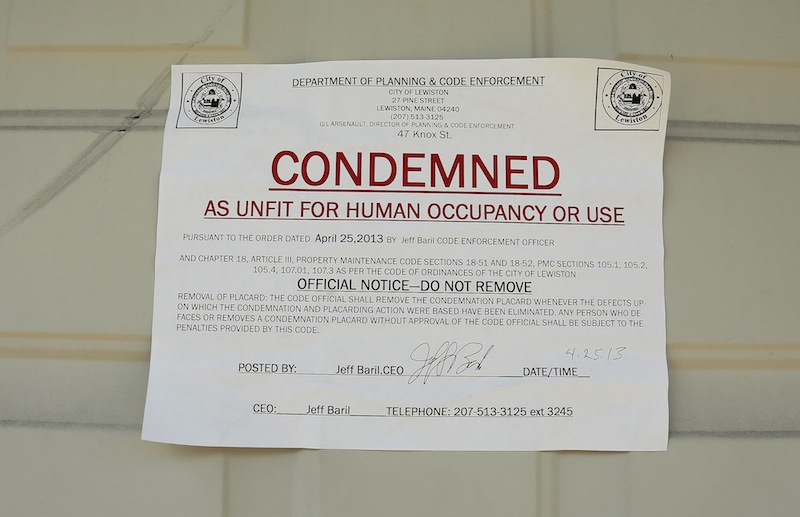 City of
Lewiston
City of
Lewiston
DEPARTMENT OF PLANNING & CODE ENFORCEMENT
CITY OF LEWISTON
27 PINE STREET
LEWISTON, MAINE 04240
(207) 513-3125
GIL ARSENAULT; DIRECTOR OF PLANNING & CODE ENFORCEMENT
47 Knox St.
CONDEMNED
AS UNFIT FOR HUMAN OCCUPANCY OR USE
PURSUANT TO THE ORDER DATED April 25,2013 BY Jeff Baril CODE ENFORCEMENT OFFICER
AND CHAPTER 18, ARTICLE III, PROPERTY MAINTENANCE CODE SECTIONS 18-51 AND 18-52, PMC SECTIONS 105.1, 105.2,
105.4, 107.01, 107.3 AS PER THE CODE OF ORDINANCES OF THE CITY OF LEWISTON
OFFICIAL NOTICE—DO NOT REMOVE
REMOVAL OF PLACARD: THE CODE OFFICIAL SHALL REMOVE THE CONDEMNATION PLACARD WHENEVER THE DEFECTS UP-
ON WHICH THE CONDEMNATION AND PLACARDING ACTION WERE BASED HAVE BEEN ELIMINATED. ANY PERSON WHO DE-
FACES OR REMOVES A CONDEMNATION PLACARD WITHOUT APPROVAL OF THE CODE OFFICIAL SHALL BE SUBJECT TO THE
PENALTIES PROVIDED BY THIS CODE.
POSTED BY: Jeff Baril.CEO Jeff Baril DATE/TIME 4-25-13
CEO: Jeff Baril TELEPHONE: 207-513-3125 ext 3245